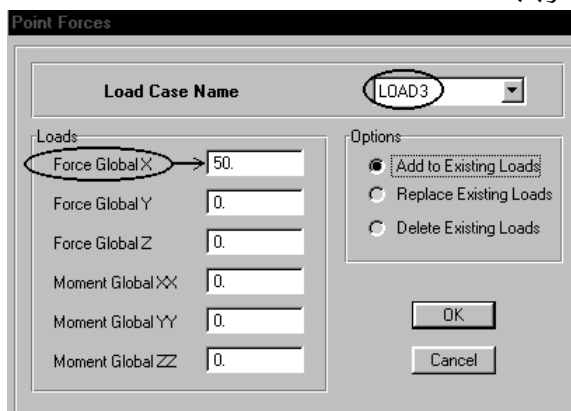 Point Forces
Load Case Name
LOAD3
Loads
Force Global X
50.
Force Global Y
0.
Force Global Z
0.
Moment Global XX
0.
Moment Global YY
0.
Moment Global ZZ
0.
Options
Add to Existing Loads
Replace Existing Loads
Delete Existing Loads
OK
Cancel